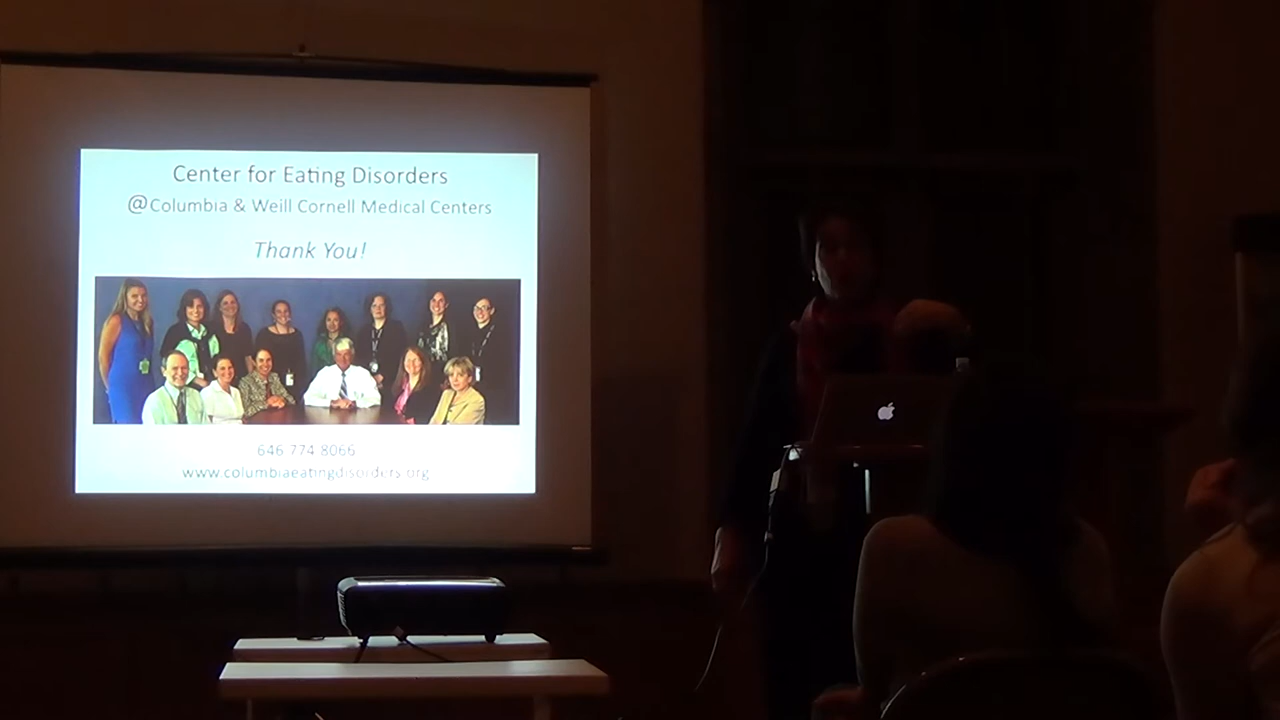 Center for Eating Disorders
@Columbia & Weill Cornell Medical Centers
Thank You!
646 774 8066
www.columbiaeatingdisorders.org